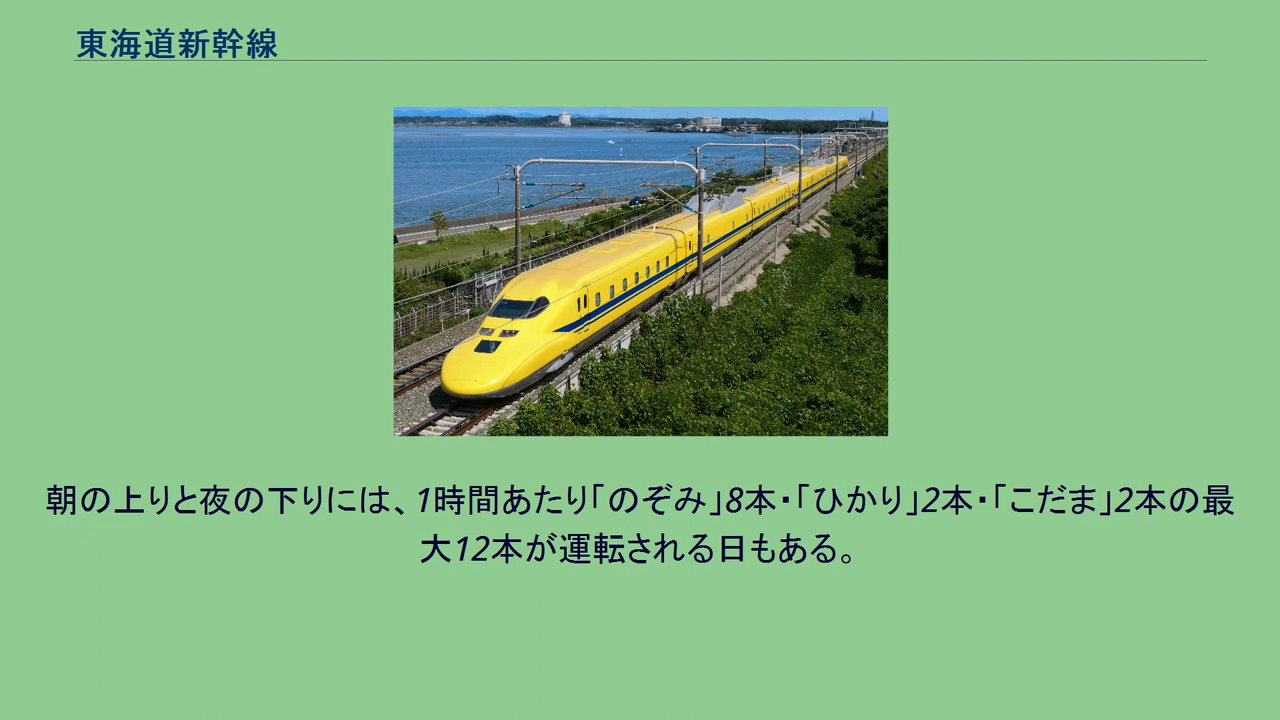 東海道新幹線
朝の上りと夜の下りには、1時間あたり｢のぞみ｣8本･｢ひかり｣2本･｢こだま｣2本の最
大12本が運転される日もある。